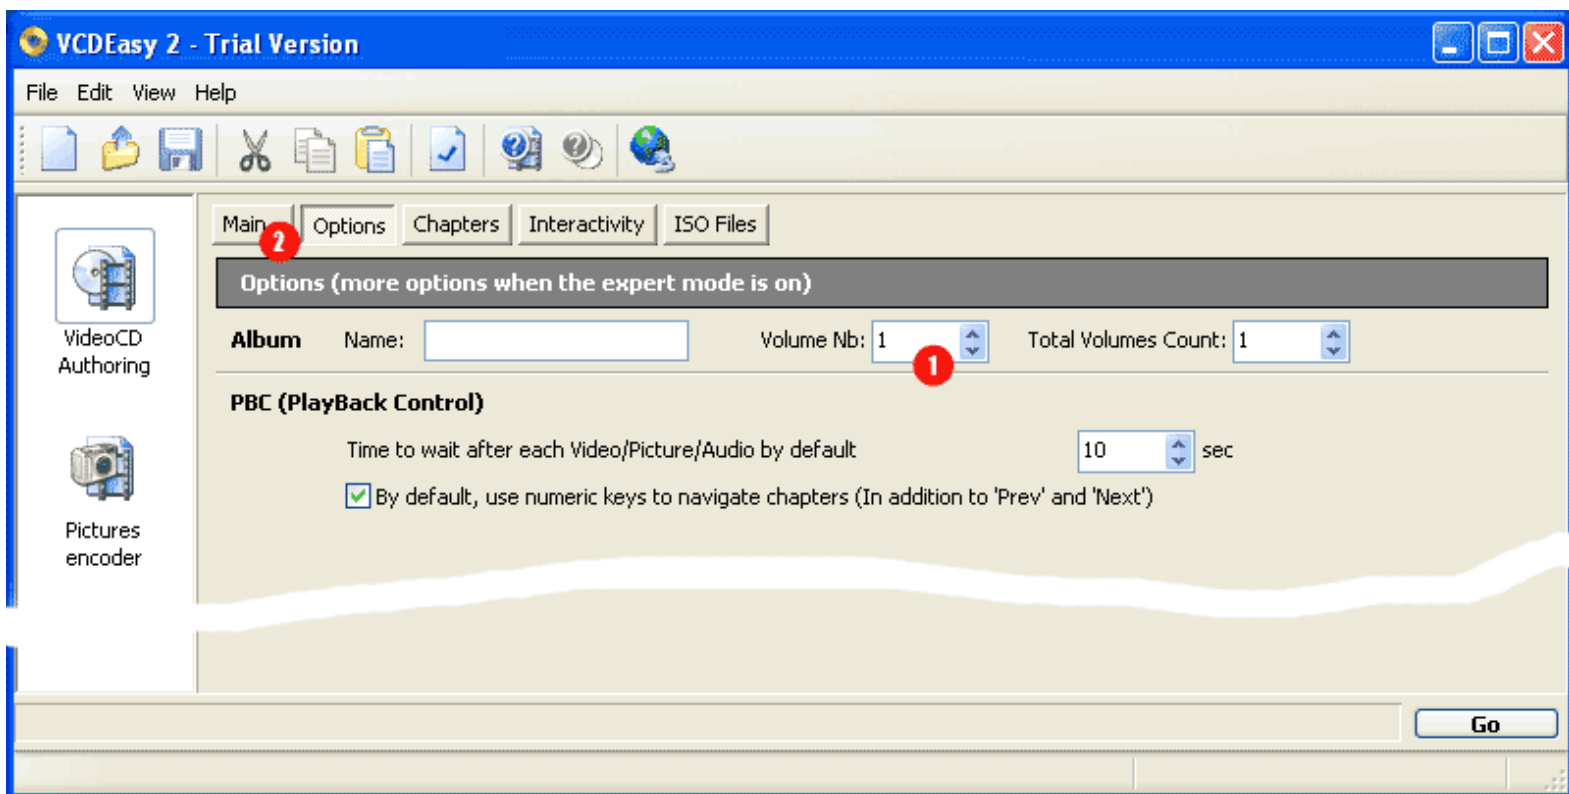 VCDEasy 2 - Trial Version
File Edit View Help
Main Options Chapters Interactivity ISO Files
2
Options (more options when the expert mode is on)
Album Name: Volume Nb: 1 Total Volumes Count: 1
1
PBC (PlayBack Control)
Time to wait after each Video/Picture/Audio by default 10 sec
By default, use numeric keys to navigate chapters (In addition to 'Prev' and 'Next')
VideoCD
Authoring
Pictures
encoder
Go